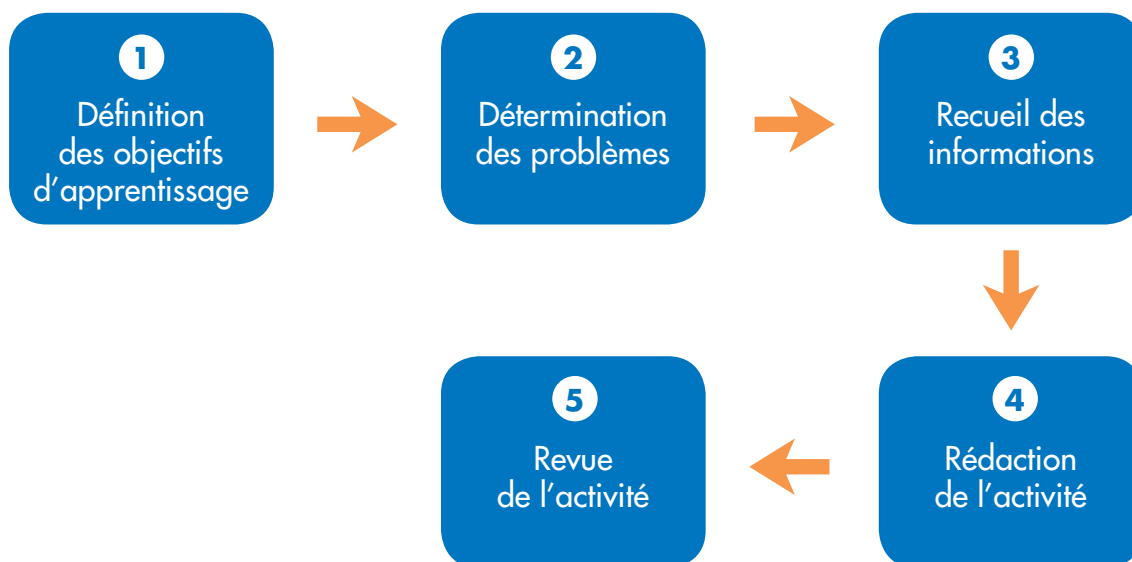 1
Définition
des objectifs
d'apprentissage
2
Détermination
des problèmes
3
Recueil des
informations
4
Rédaction
de l'activité
5
Revue
de l'activité